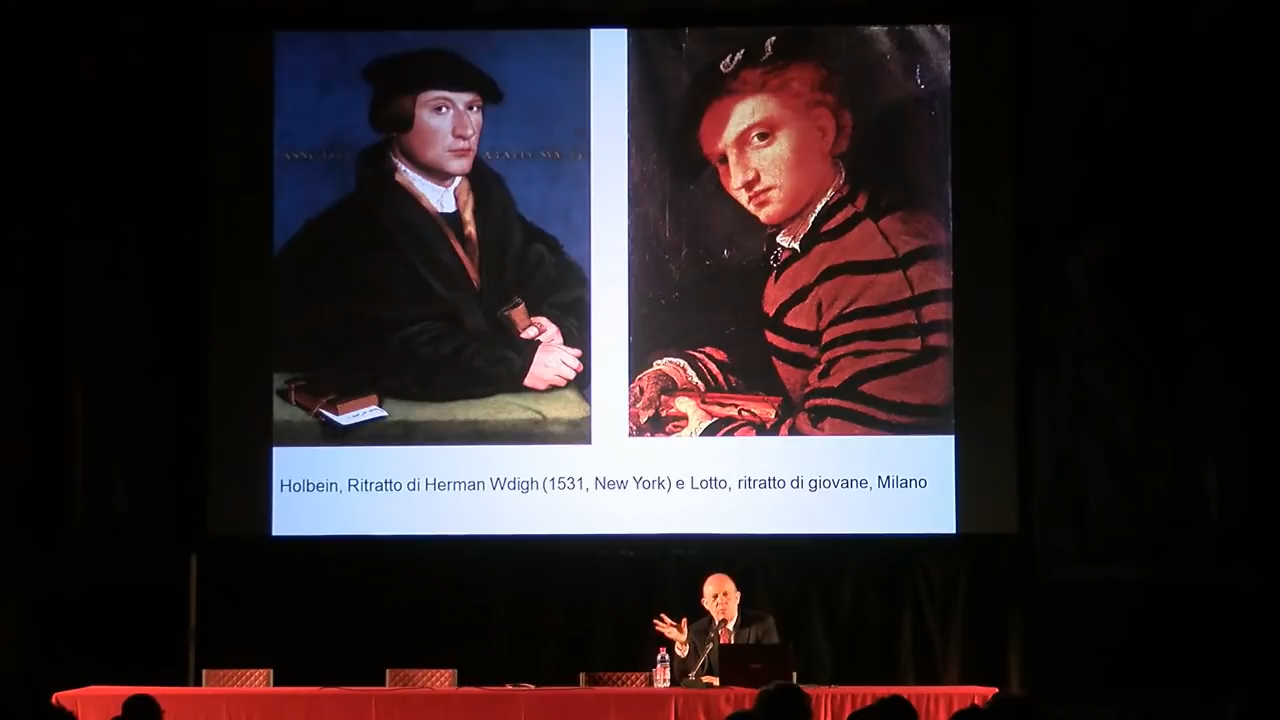 Holbein, Ritratto di Herman Wdigh (1531, New York) e Lotto, ritratto di giovane, Milano